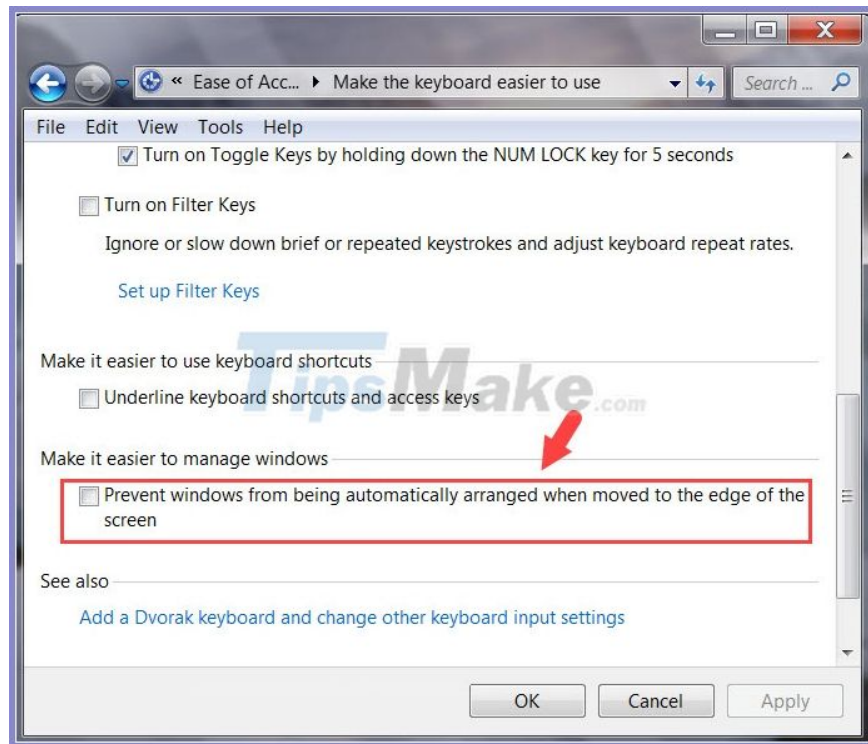 « Ease of Acc... Make the keyboard easier to use Search ...
File Edit View Tools Help
Turn on Toggle Keys by holding down the NUM LOCK key for 5 seconds
Turn on Filter Keys
Ignore or slow down brief or repeated keystrokes and adjust keyboard repeat rates.
Set up Filter Keys
Make it easier to use keyboard shortcuts
Underline keyboard shortcuts and access keys
TipsMake.com
Make it easier to manage windows
Prevent windows from being automatically arranged when moved to the edge of the
screen
See also
Add a Dvorak keyboard and change other keyboard input settings
OK Cancel Apply